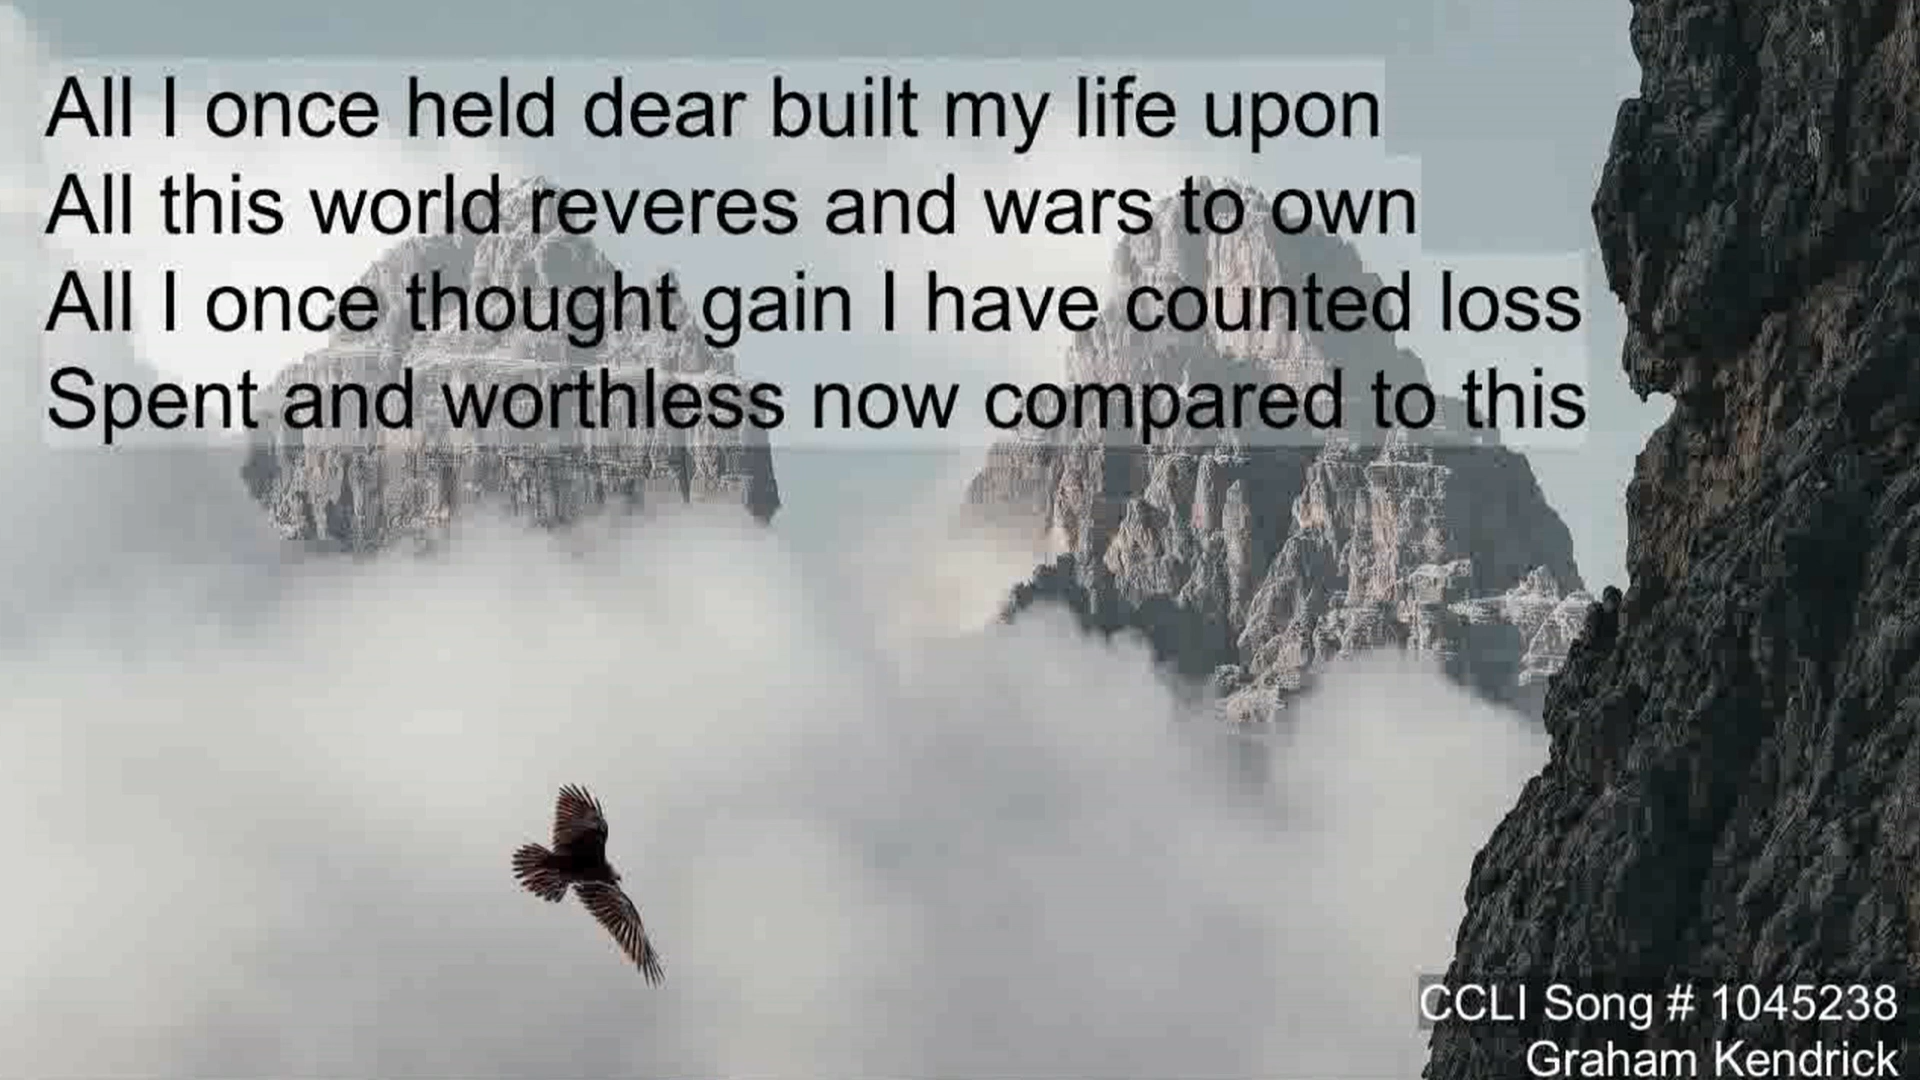 All I once held dear built my life upon
All this world reveres and wars to own
All I once thought gain I have counted loss
Spent and worthless now compared to this
CCLI Song # 1045238
Graham Kendrick